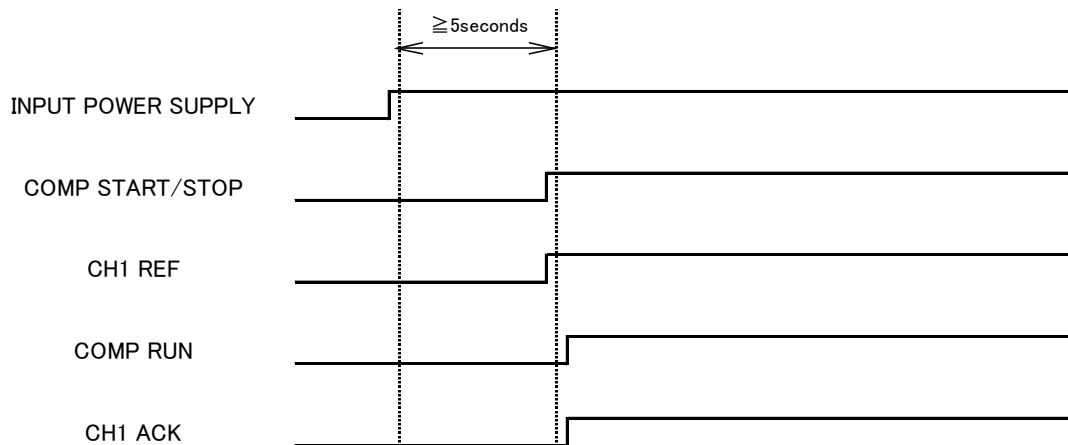 ≧5seconds
INPUT POWER SUPPLY
COMP START/STOP
CH1 REF
COMP RUN
CH1 ACK